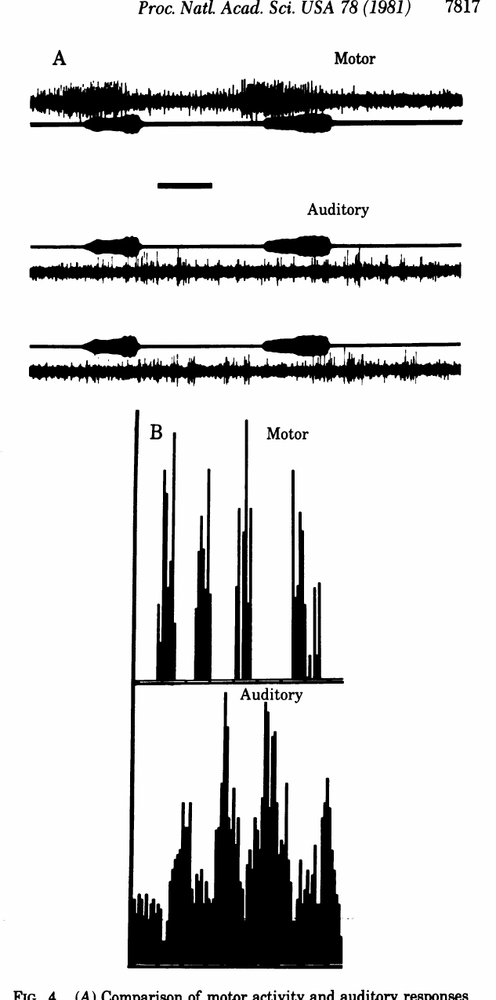 Proc. Natl. Acad. Sci. USA 78 (1981) 7817
A
Motor
Auditory
B
Motor
Auditory
FIG. 4. (A) Comparison of motor activity and auditory responses